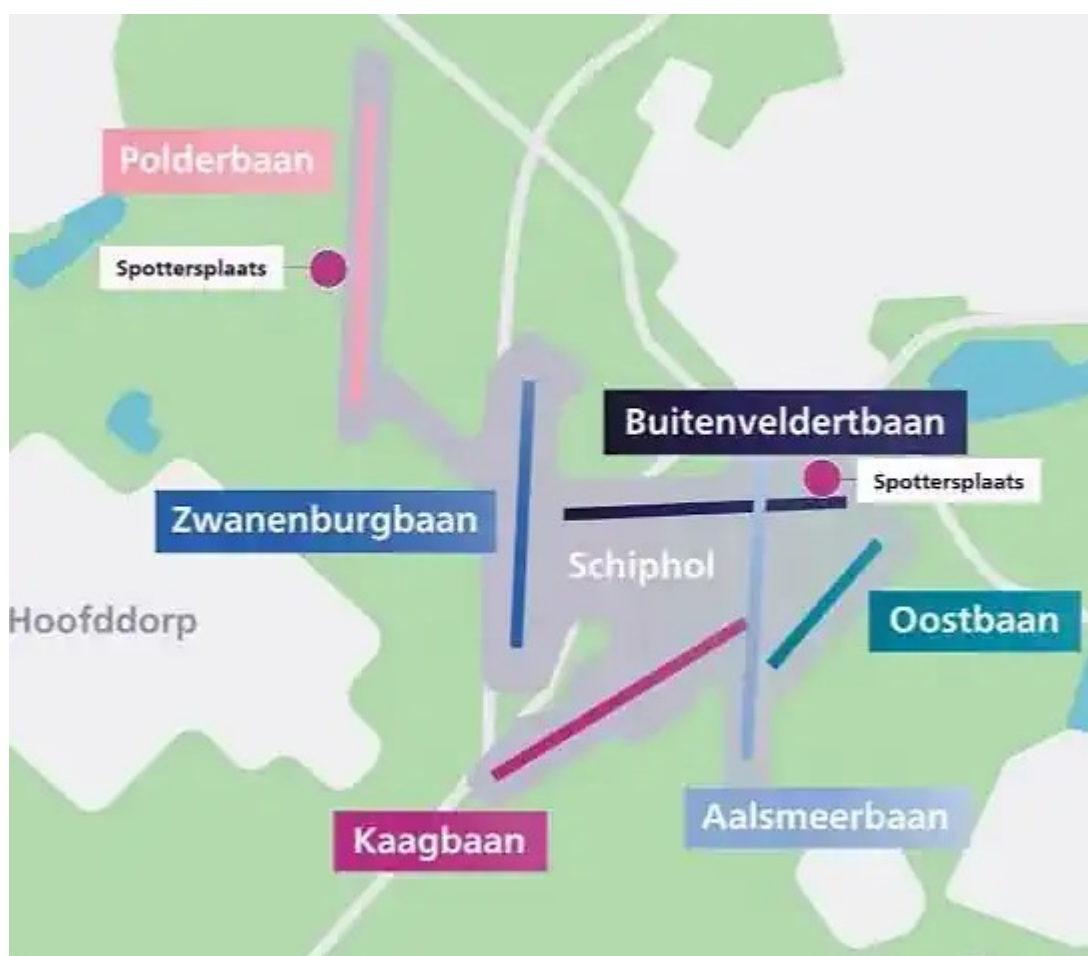 Polderbaan
Spottersplaats
Buitenveldertbaan
Spottersplaats
Zwanenburgbaan
Schiphol
Hoofddorp
Oostbaan
Aalsmeerbaan
Kaagbaan